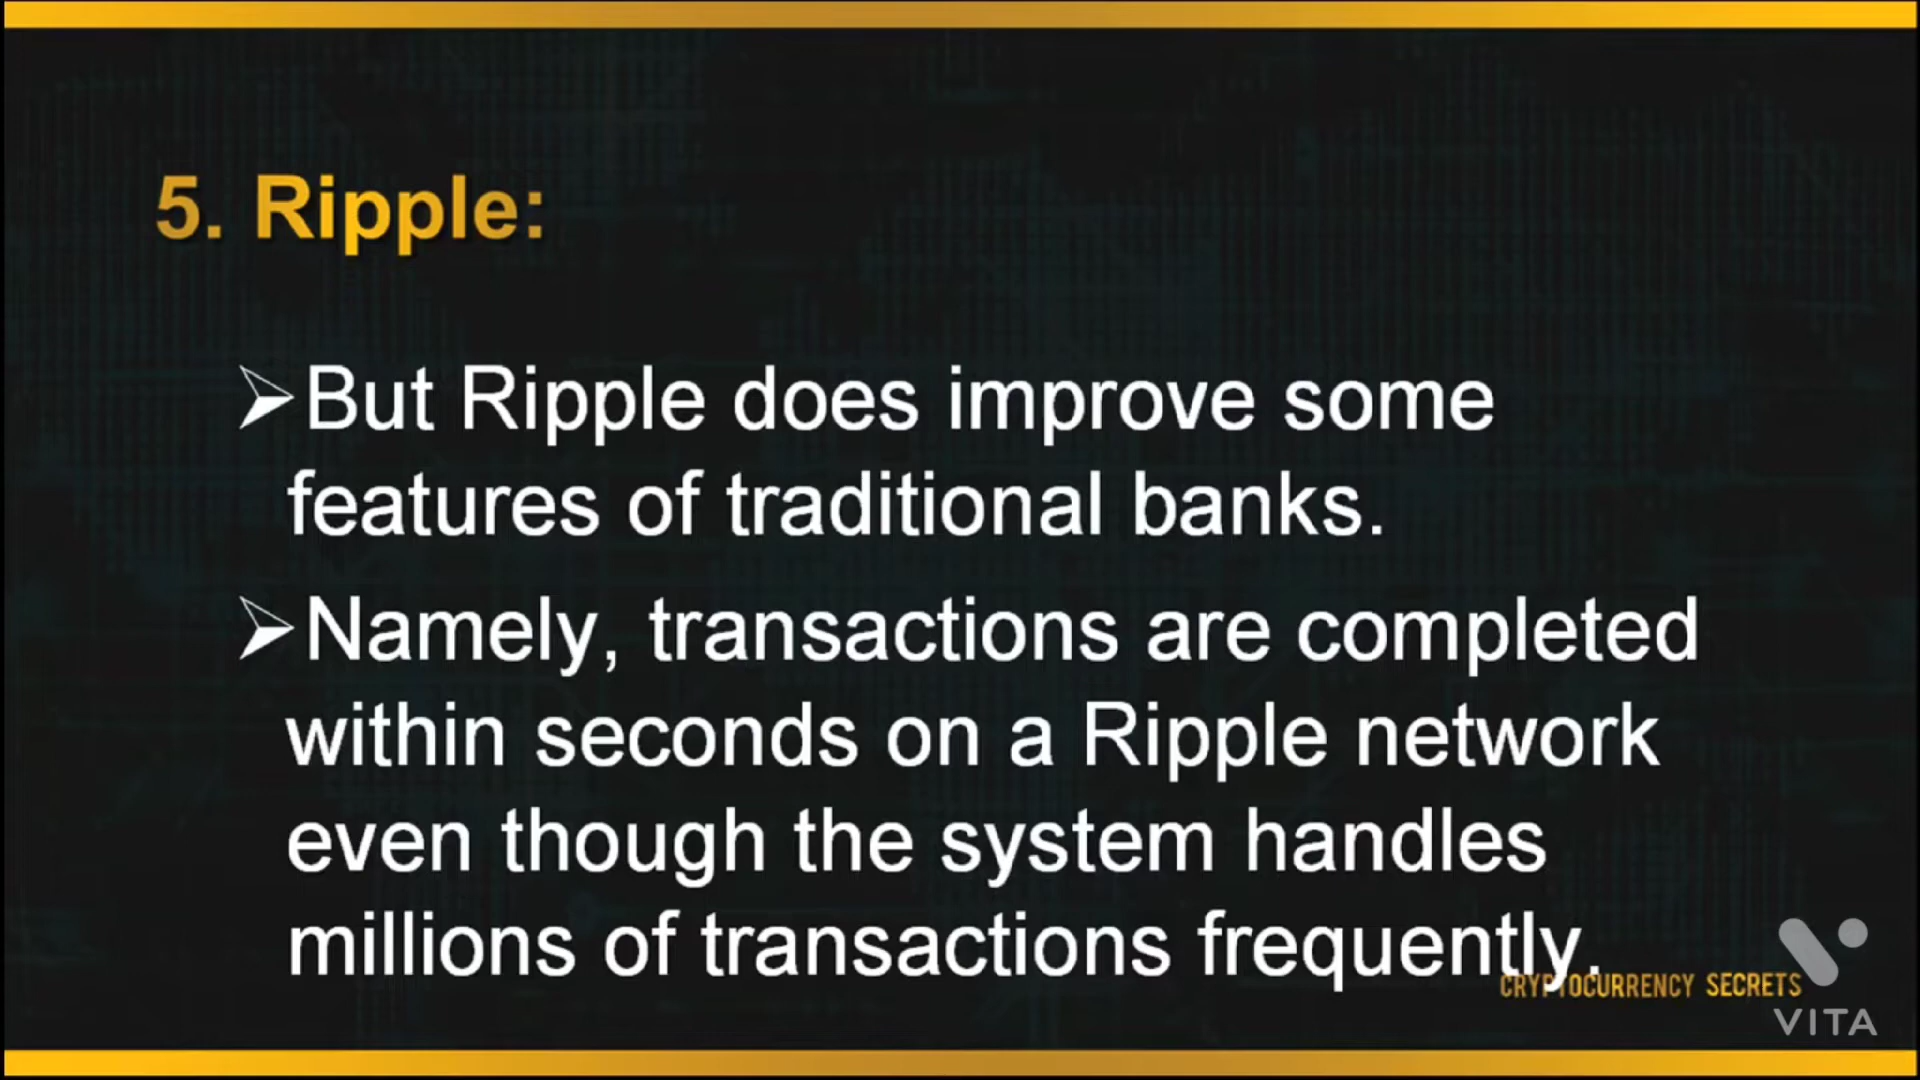 5. Ripple:
➢But Ripple does improve some
features of traditional banks.
➢Namely, transactions are completed
within seconds on a Ripple network
even though the system handles
millions of transactions frequently.
CRYPTOCURRENCY SECRETS
VITA